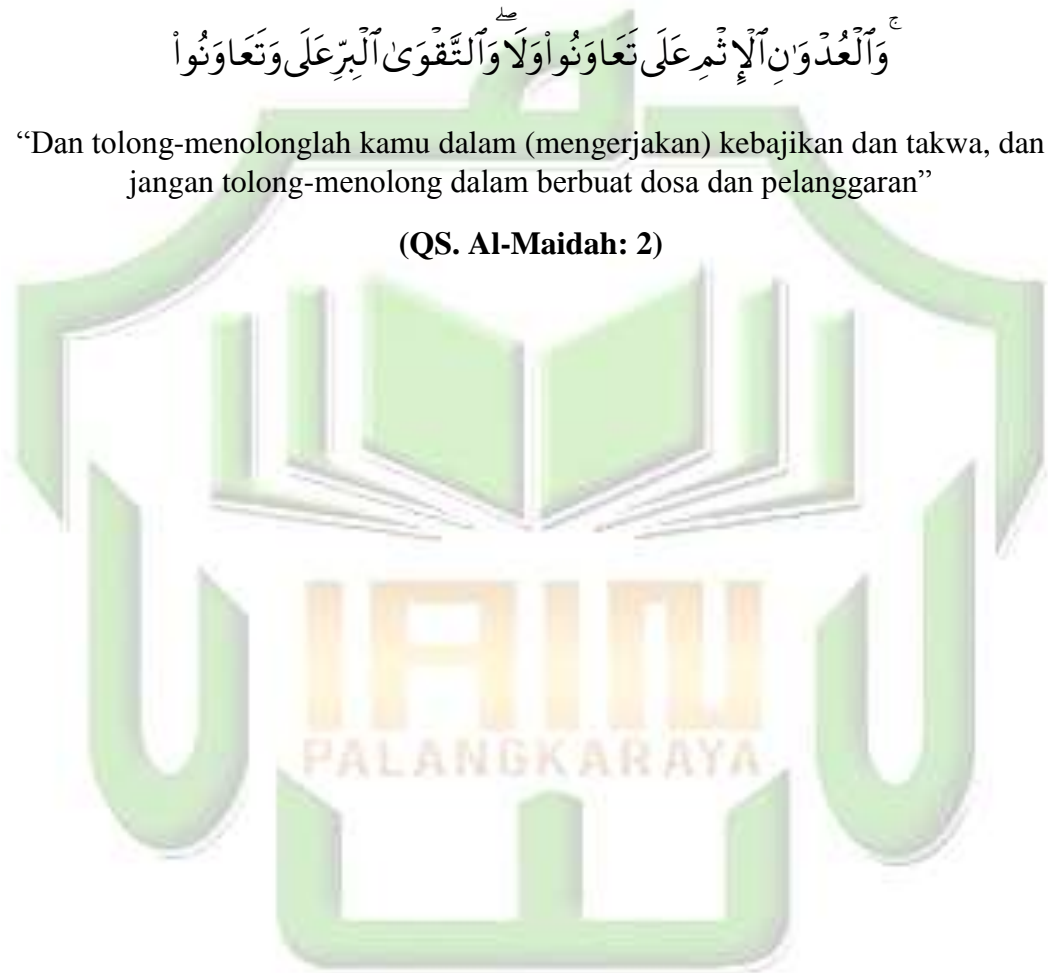 ۚ وَٱلْعُدْوَٰنِ ٱلْإِثْمِ عَلَى تَعَاوَنُوا۟ وَلَا ۖ وَٱلتَّقْوَىٰ ٱلْبِرِّ عَلَى وَتَعَاوَنُوا۟
“Dan tolong-menolonglah kamu dalam (mengerjakan) kebajikan dan takwa, dan
jangan tolong-menolong dalam berbuat dosa dan pelanggaran”
(QS. Al-Maidah: 2)
IAIN
PALANGKARAYA